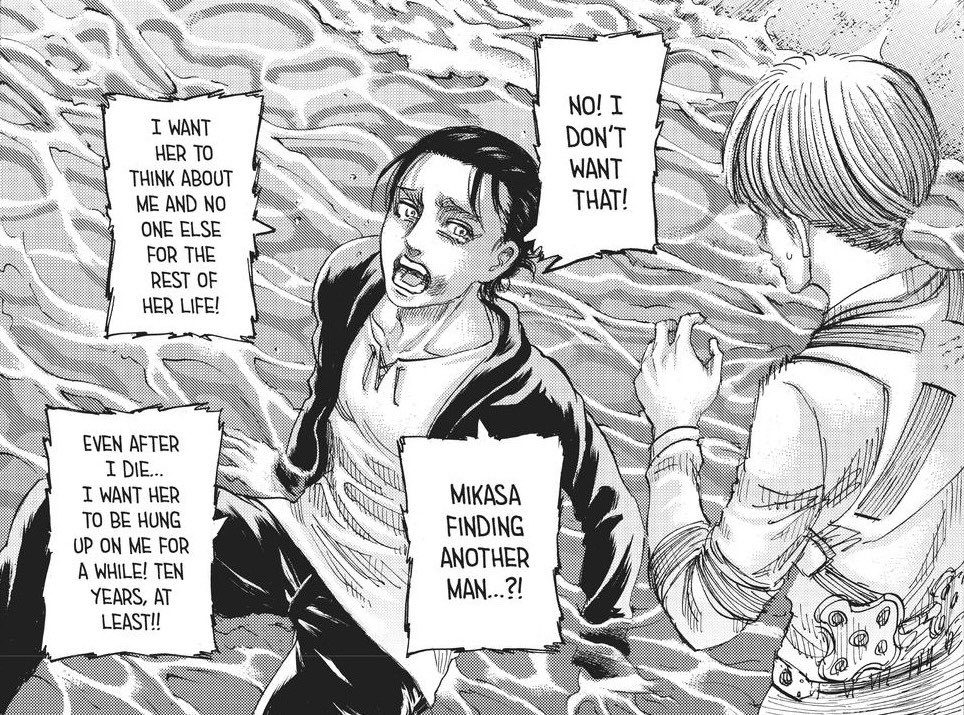 NO! I
DON'T
WANT
THAT!
MIKASA
FINDING
ANOTHER
MAN...?!
I WANT
HER TO
THINK ABOUT
ME AND NO
ONE ELSE
FOR THE
REST OF
HER LIFE!
EVEN AFTER
I DIE...
I WANT HER
TO BE HUNG
UP ON ME FOR
A WHILE! TEN
YEARS, AT
LEAST!!